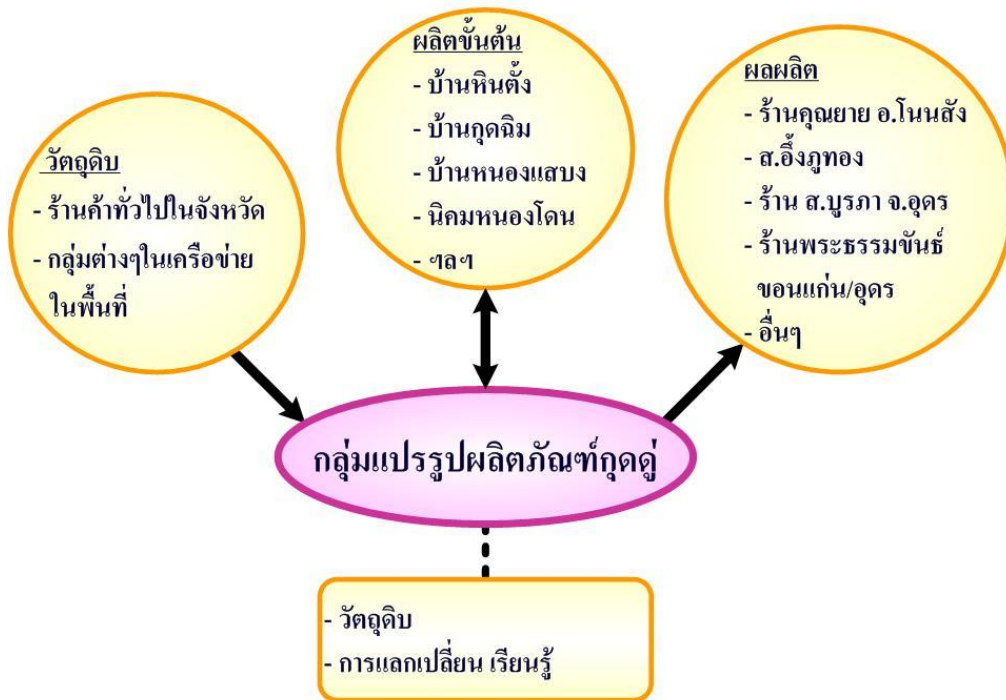 วัตถุดิบ
- ร้านค้าทั่วไปในจังหวัด
- กลุ่มต่างๆในเครือข่าย
ในพื้นที่
ผลิตขั้นต้น
- บ้านหินตั้ง
- บ้านกุดฉิม
- บ้านหนองแสบง
- นิคมหนองโดน
- ฯลฯ
ผลผลิต
- ร้านคุณยาย อ.โนนสัง
- ส.อึ้งภูทอง
- ร้าน ส.บูรภา จ.อุดร
- ร้านพระธรรมขันธ์
ขอนแก่น/อุดร
- อื่นๆ
กลุ่มแปรรูปผลิตภัณฑ์กุดดู่
- วัตถุดิบ
- การแลกเปลี่ยน เรียนรู้